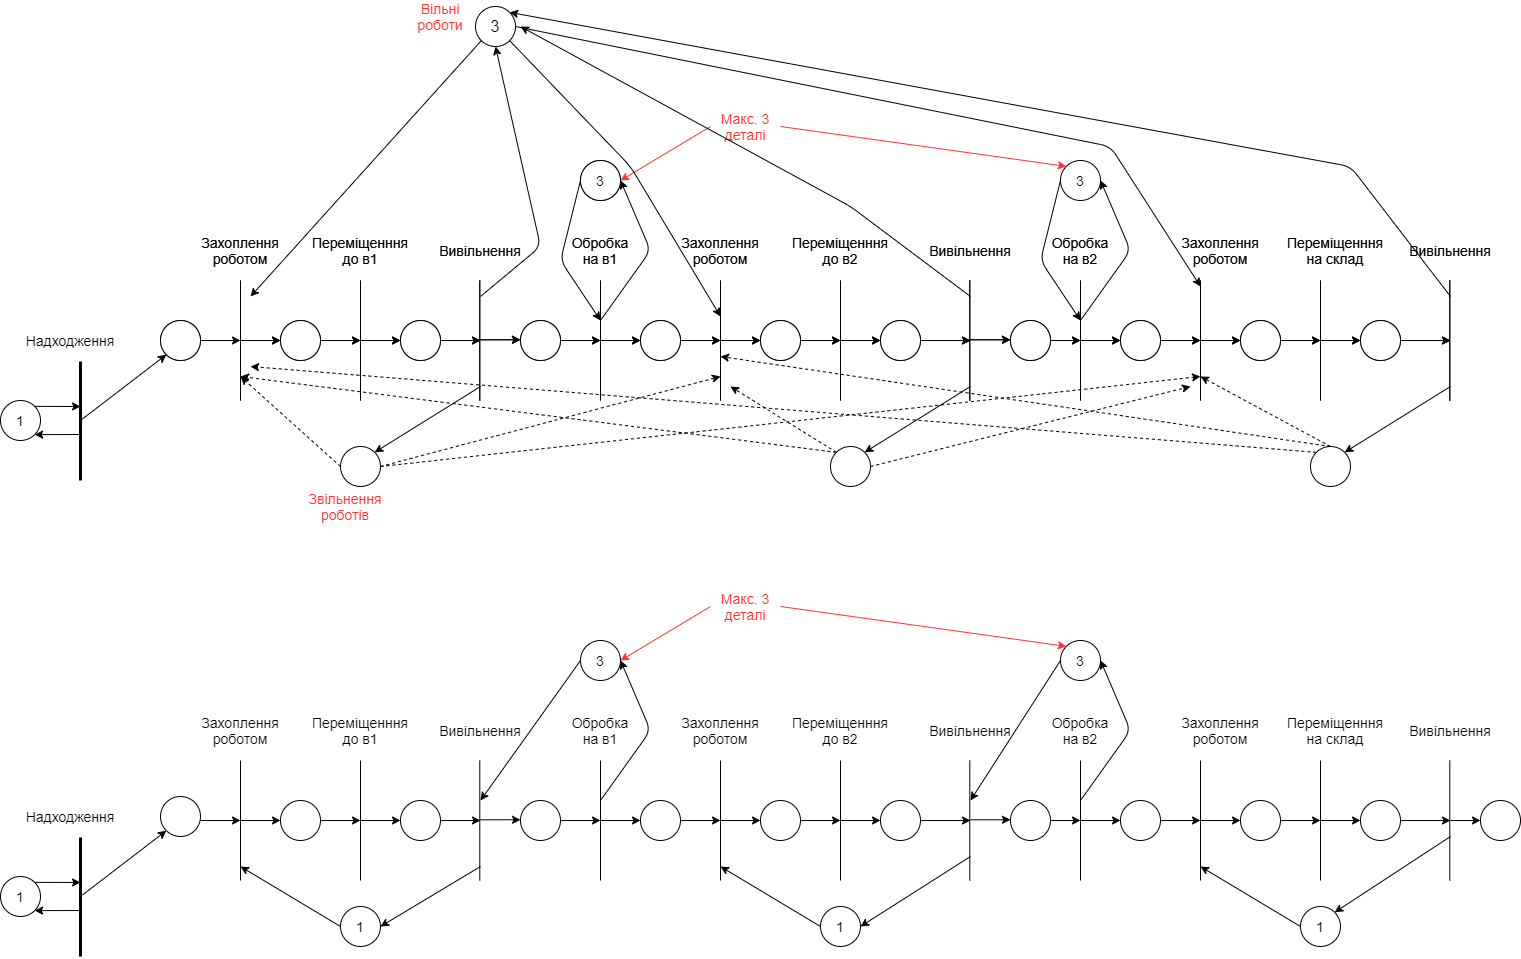 Вільні
роботи
3
Макс. 3
деталі
3
3
Захоплення
роботом
Переміщенння
до в1
Вивільнення
Обробка
на в1
Захоплення
роботом
Переміщенння
до в2
Вивільнення
Обробка
на в2
Захоплення
роботом
Переміщенння
на склад
Вивільнення
Надходження
1
Звільнення
роботів
Макс. 3
деталі
3
3
Захоплення
роботом
Переміщенння
до в1
Вивільнення
Обробка
на в1
Захоплення
роботом
Переміщенння
до в2
Вивільнення
Обробка
на в2
Захоплення
роботом
Переміщенння
на склад
Вивільнення
Надходження
1
1
1
1